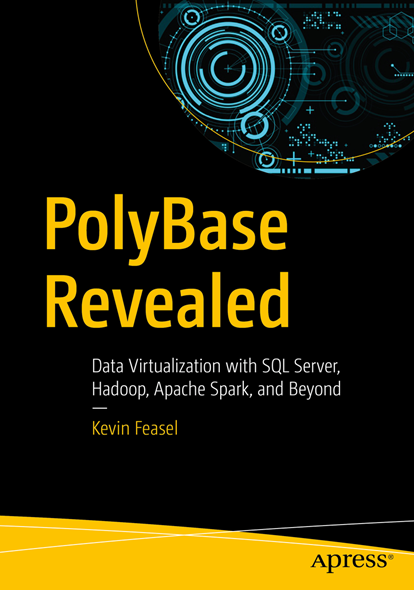 PolyBase
Revealed
Data Virtualization with SQL Server,
Hadoop, Apache Spark, and Beyond
—
Kevin Feasel
Apress®